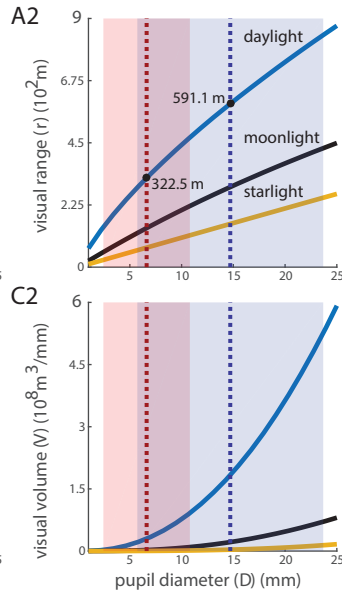 A2
9
6.75
4.5
2.25
0
visual range (r) (10²m)
daylight
591.1 m
moonlight
322.5 m
starlight
s
5
10
15
20
25
C2
6
4.5
3
1.5
0
visual volume (V) (10⁸m³/mm)
s
5
10
15
20
25
pupil diameter (D) (mm)